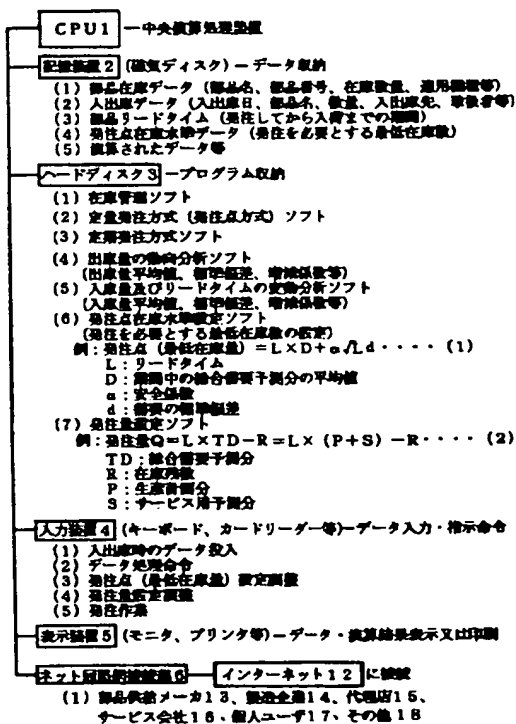 CPU1 ー中央演算処理装置
記憶装置2 (磁気ディスク)ーデータ収納
(1) 部品在庫データ(部品名、部品番号、在庫数量、適用機種等)
(2) 入出庫データ(入出庫日、部品名、数量、入出庫先、取扱者等)
(3) 部品リードタイム(発注してから入荷までの期間)
(4) 発注点在庫水準データ(発注を必要とする最低在庫数)
(5) 演算されたデータ等
ハードディスク3 ープログラム収納
(1) 在庫管理ソフト
(2) 定量発注方式(発注点方式)ソフト
(3) 定期発注方式ソフト
(4) 出庫量の動向分析ソフト
(出庫量平均値、標準偏差、増減係数等)
(5) 入庫量及びリードタイムの変動分析ソフト
(入庫量平均値、標準偏差、増減係数等)
(6) 発注点在庫水準設定ソフト
(発注を必要とする最低在庫数の設定)
例:発注点(最低在庫量)=L×D+α√Ld・・・・(1)
L:リードタイム
D:期間中の総合需要予測分の平均値
α:安全係数
d:需要の標準偏差
(7) 発注量設定ソフト
例:発注量Q=L×TD-R=L×(P+S)-R・・・・(2)
TD:総合需要予測分
R:在庫残数
P:生産計画分
S:サービス用予測分
入力装置4 (キーボード、カードリーダー等)ーデータ入力・指示命令
(1) 入出庫時のデータ投入
(2) データ処理命令
(3) 発注点(最低在庫量)設定調整
(4) 発注量設定調整
(5) 発注作業
表示装置5 (モニタ、プリンタ等)ーデータ・演算結果表示又は印刷
ネット回路網接続器6 インターネット12 に接続
(1) 部品供給メーカ13、製造企業14、代理店15、
サービス会社16、個人ユーザ17、その他18